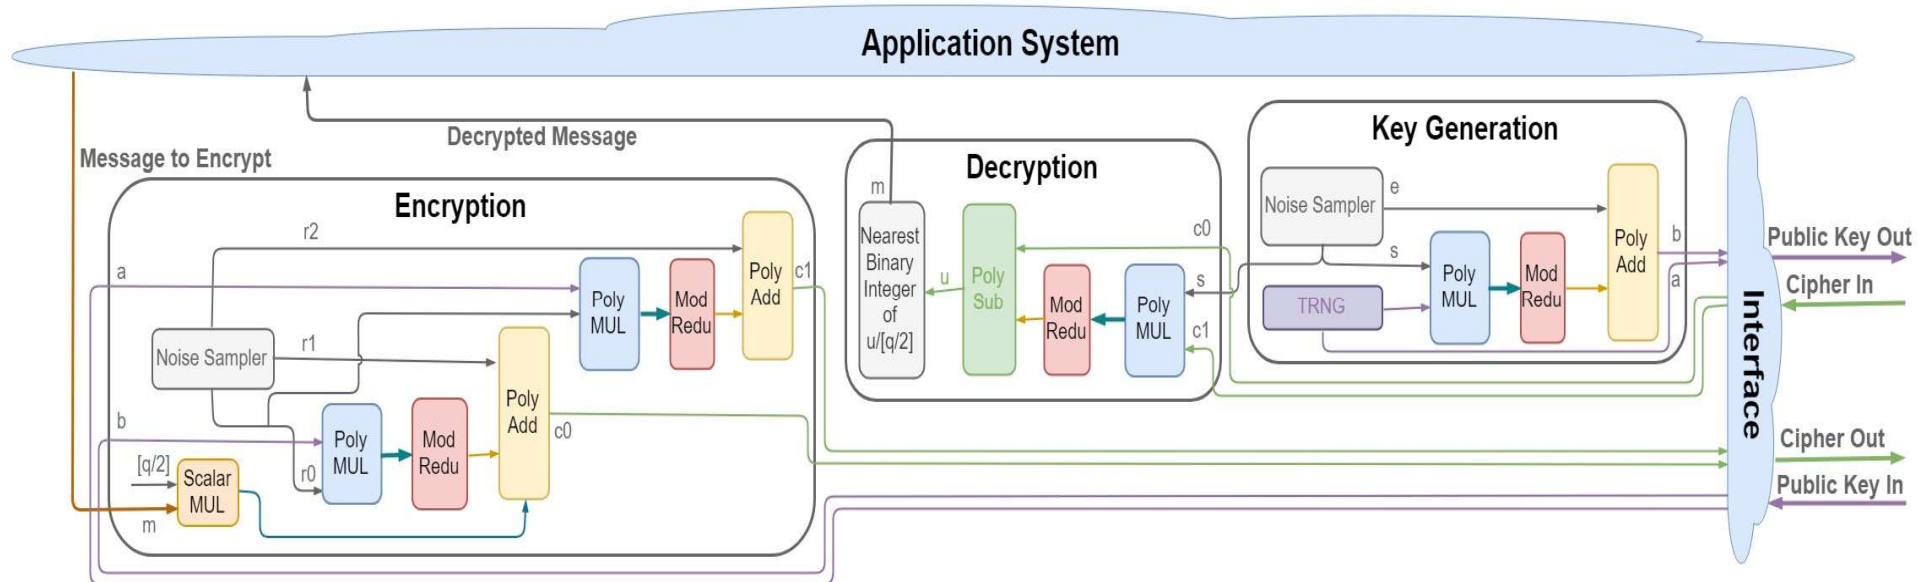 Application System
Decrypted Message
Message to Encrypt
Encryption
r2
a
Poly
MUL
Mod
Redu
Poly
Add
c1
Noise Sampler
r1
b
r0
Poly
MUL
Mod
Redu
Poly
Add
c0
[q/2]
Scalar
MUL
m
Decryption
m
Nearest
Binary
Integer
of
u/[q/2]
u
Poly
Sub
Mod
Redu
Poly
MUL
c0
s
c1
Key Generation
Noise Sampler
e
s
TRNG
Poly
MUL
Mod
Redu
Poly
Add
b
a
Interface
Public Key Out
Cipher In
Cipher Out
Public Key In